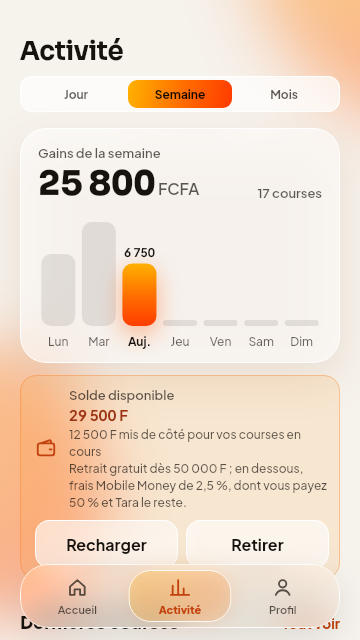 Activité
Jour
Semaine
Mois
Gains de la semaine
25 800 FCFA
17 courses
6 750
Lun
Mar
Auj.
Jeu
Ven
Sam
Dim
Solde disponible
29 500 F
12 500 F mis de côté pour vos courses en
cours
Retrait gratuit dès 50 000 F ; en dessous,
frais Mobile Money de 2,5 %, dont vous payez
50 % et Tara le reste.
Recharger
Retirer
Accueil
Activité
Profil